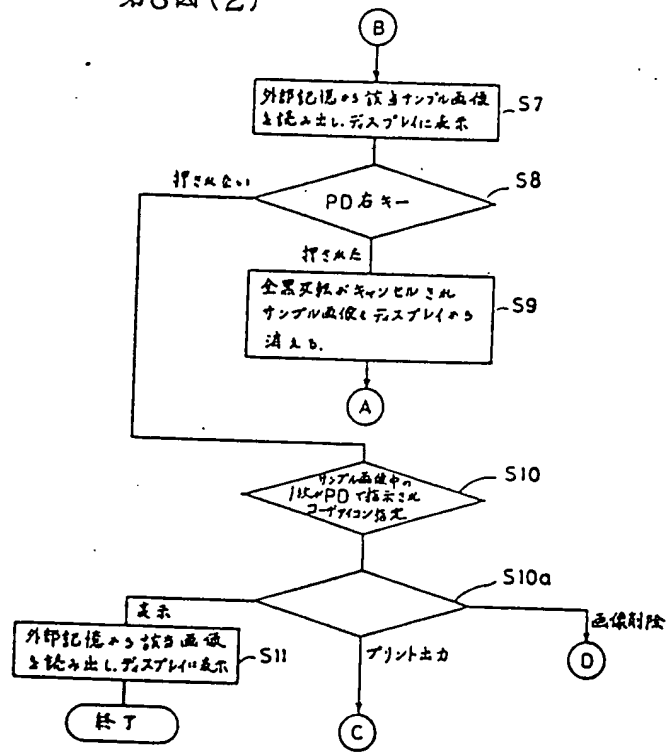 第5図(2)
B
外部記憶から該当サンプル画像
を読み出し、ディスプレイに表示
S7
押されない
PD右キー
S8
押された
全黒反転がキャンセルされ
サンプル画像もディスプレイから
消える.
S9
A
サンプル画像中の
1枚がPDで指示され
コードアイコン指定
S10
S10a
表示
画像削除
外部記憶から該当画像
を読み出し、ディスプレイに表示
S11
プリント出力
D
終了
C